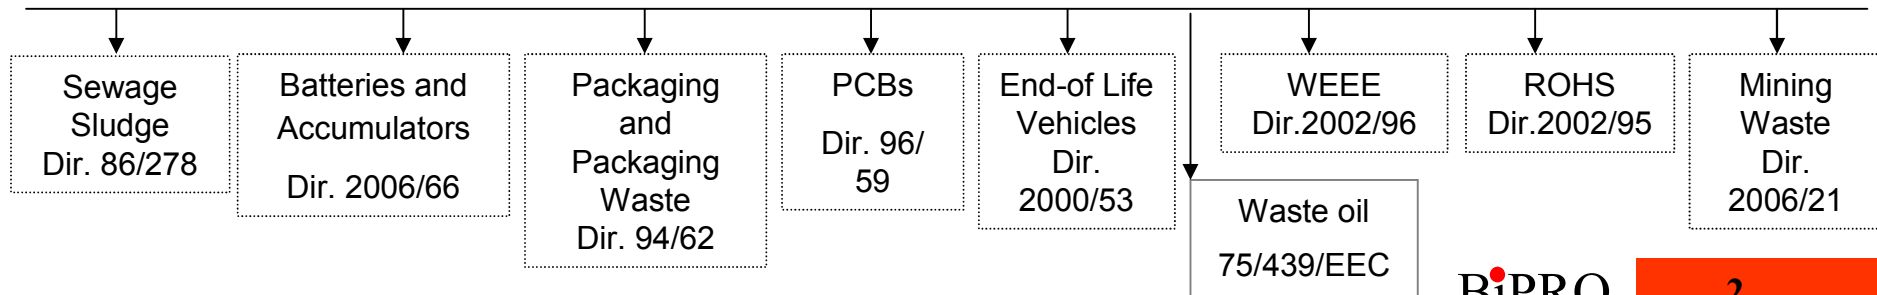 Sewage
Sludge
Dir. 86/278
Batteries and
Accumulators
Dir. 2006/66
Packaging
and
Packaging
Waste
Dir. 94/62
PCBs
Dir. 96/
59
End-of Life
Vehicles
Dir.
2000/53
Waste oil
75/439/EEC
WEEE
Dir.2002/96
ROHS
Dir.2002/95
Mining
Waste
Dir.
2006/21
BiPRO
2